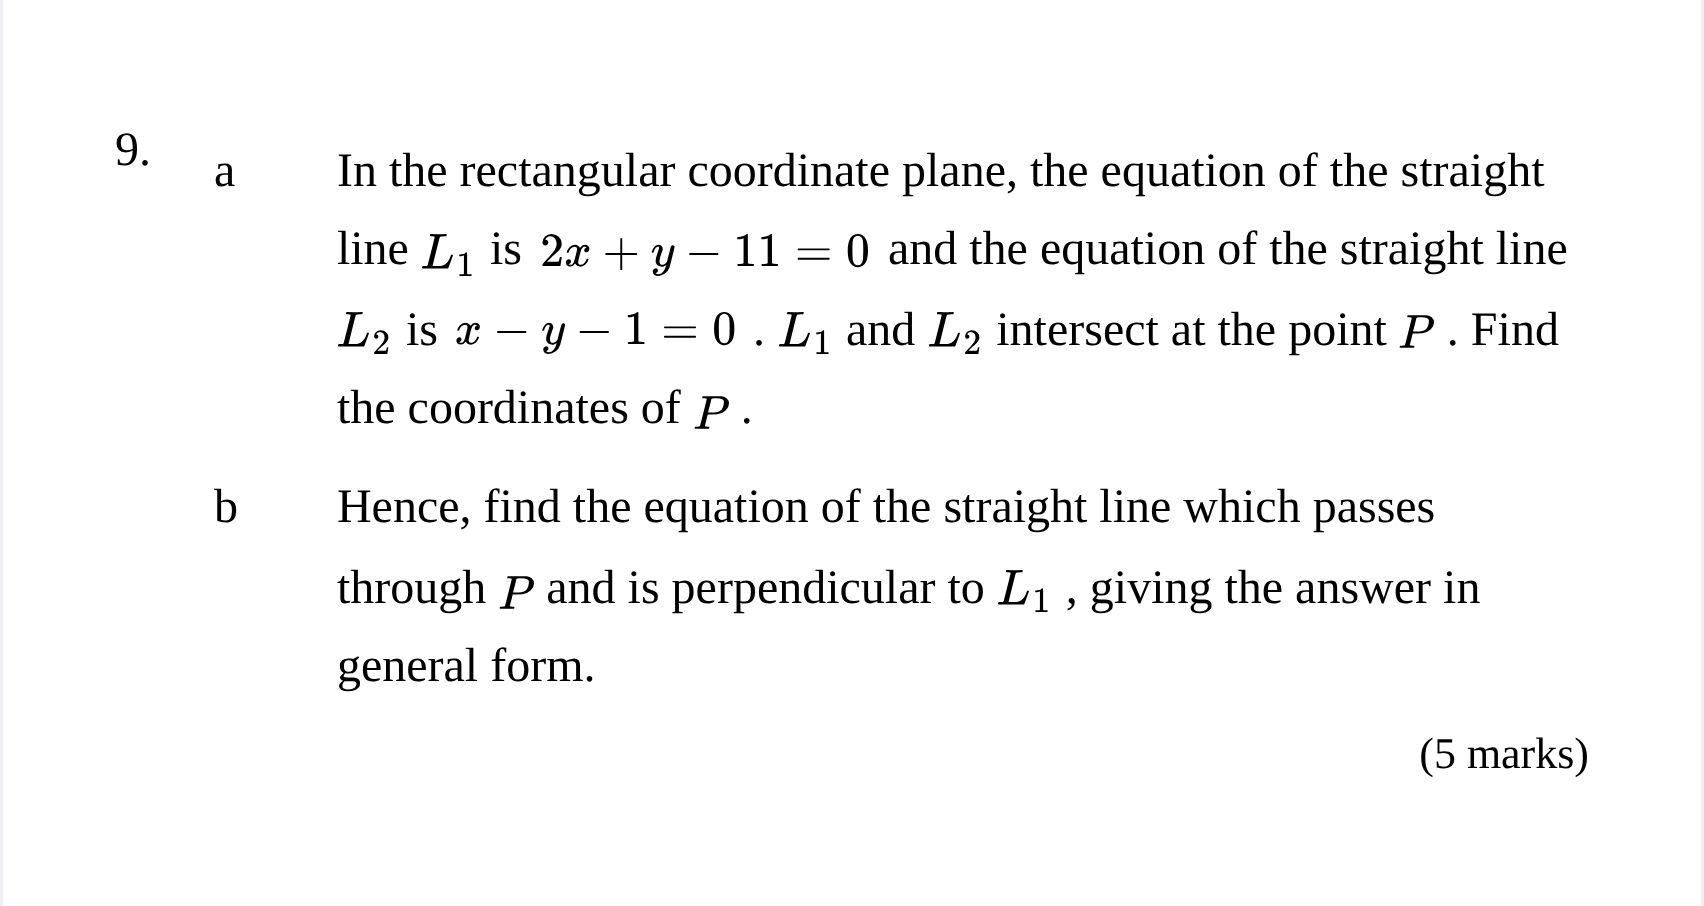 9. a In the rectangular coordinate plane, the equation of the straight
line L₁ is 2x + y − 11 = 0 and the equation of the straight line
L₂ is x − y − 1 = 0 . L₁ and L₂ intersect at the point P . Find
the coordinates of P .
b Hence, find the equation of the straight line which passes
through P and is perpendicular to L₁ , giving the answer in
general form.
(5 marks)